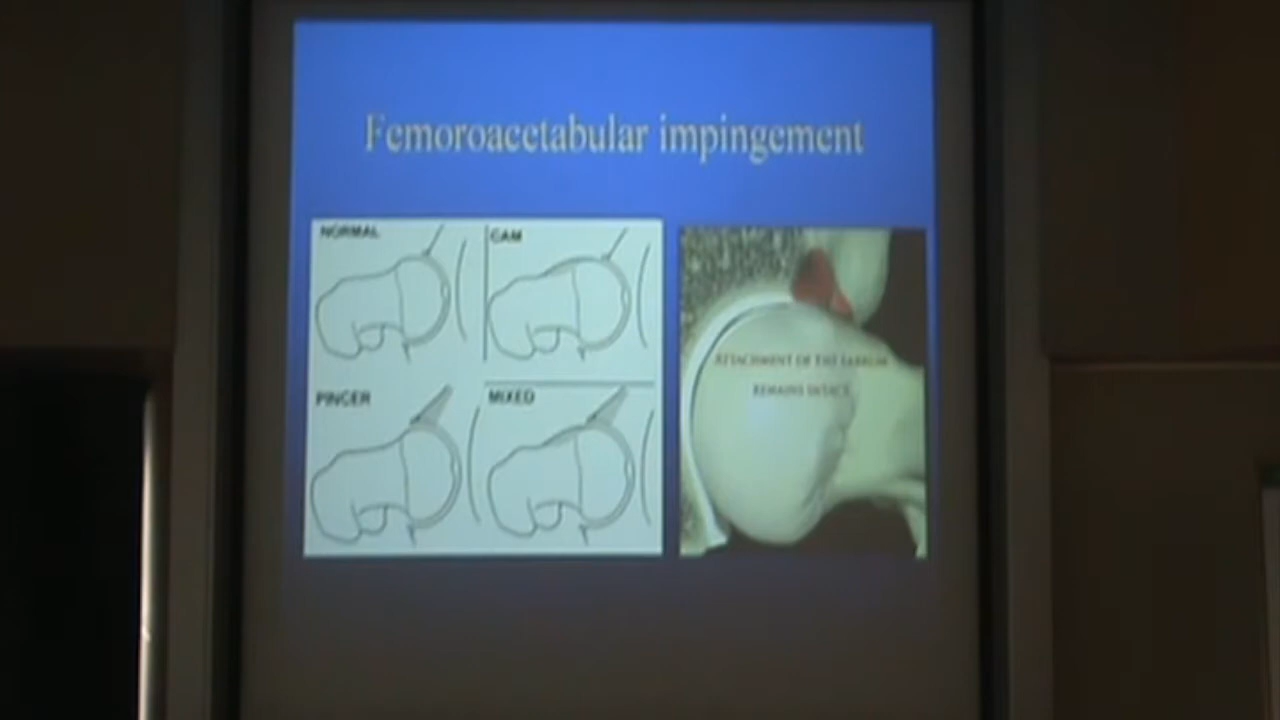 Femoroacetabular impingement
NORMAL
CAM
PINCER
MIXED
ATTACHMENT OF THE LABRUM
REMAINS INTACT